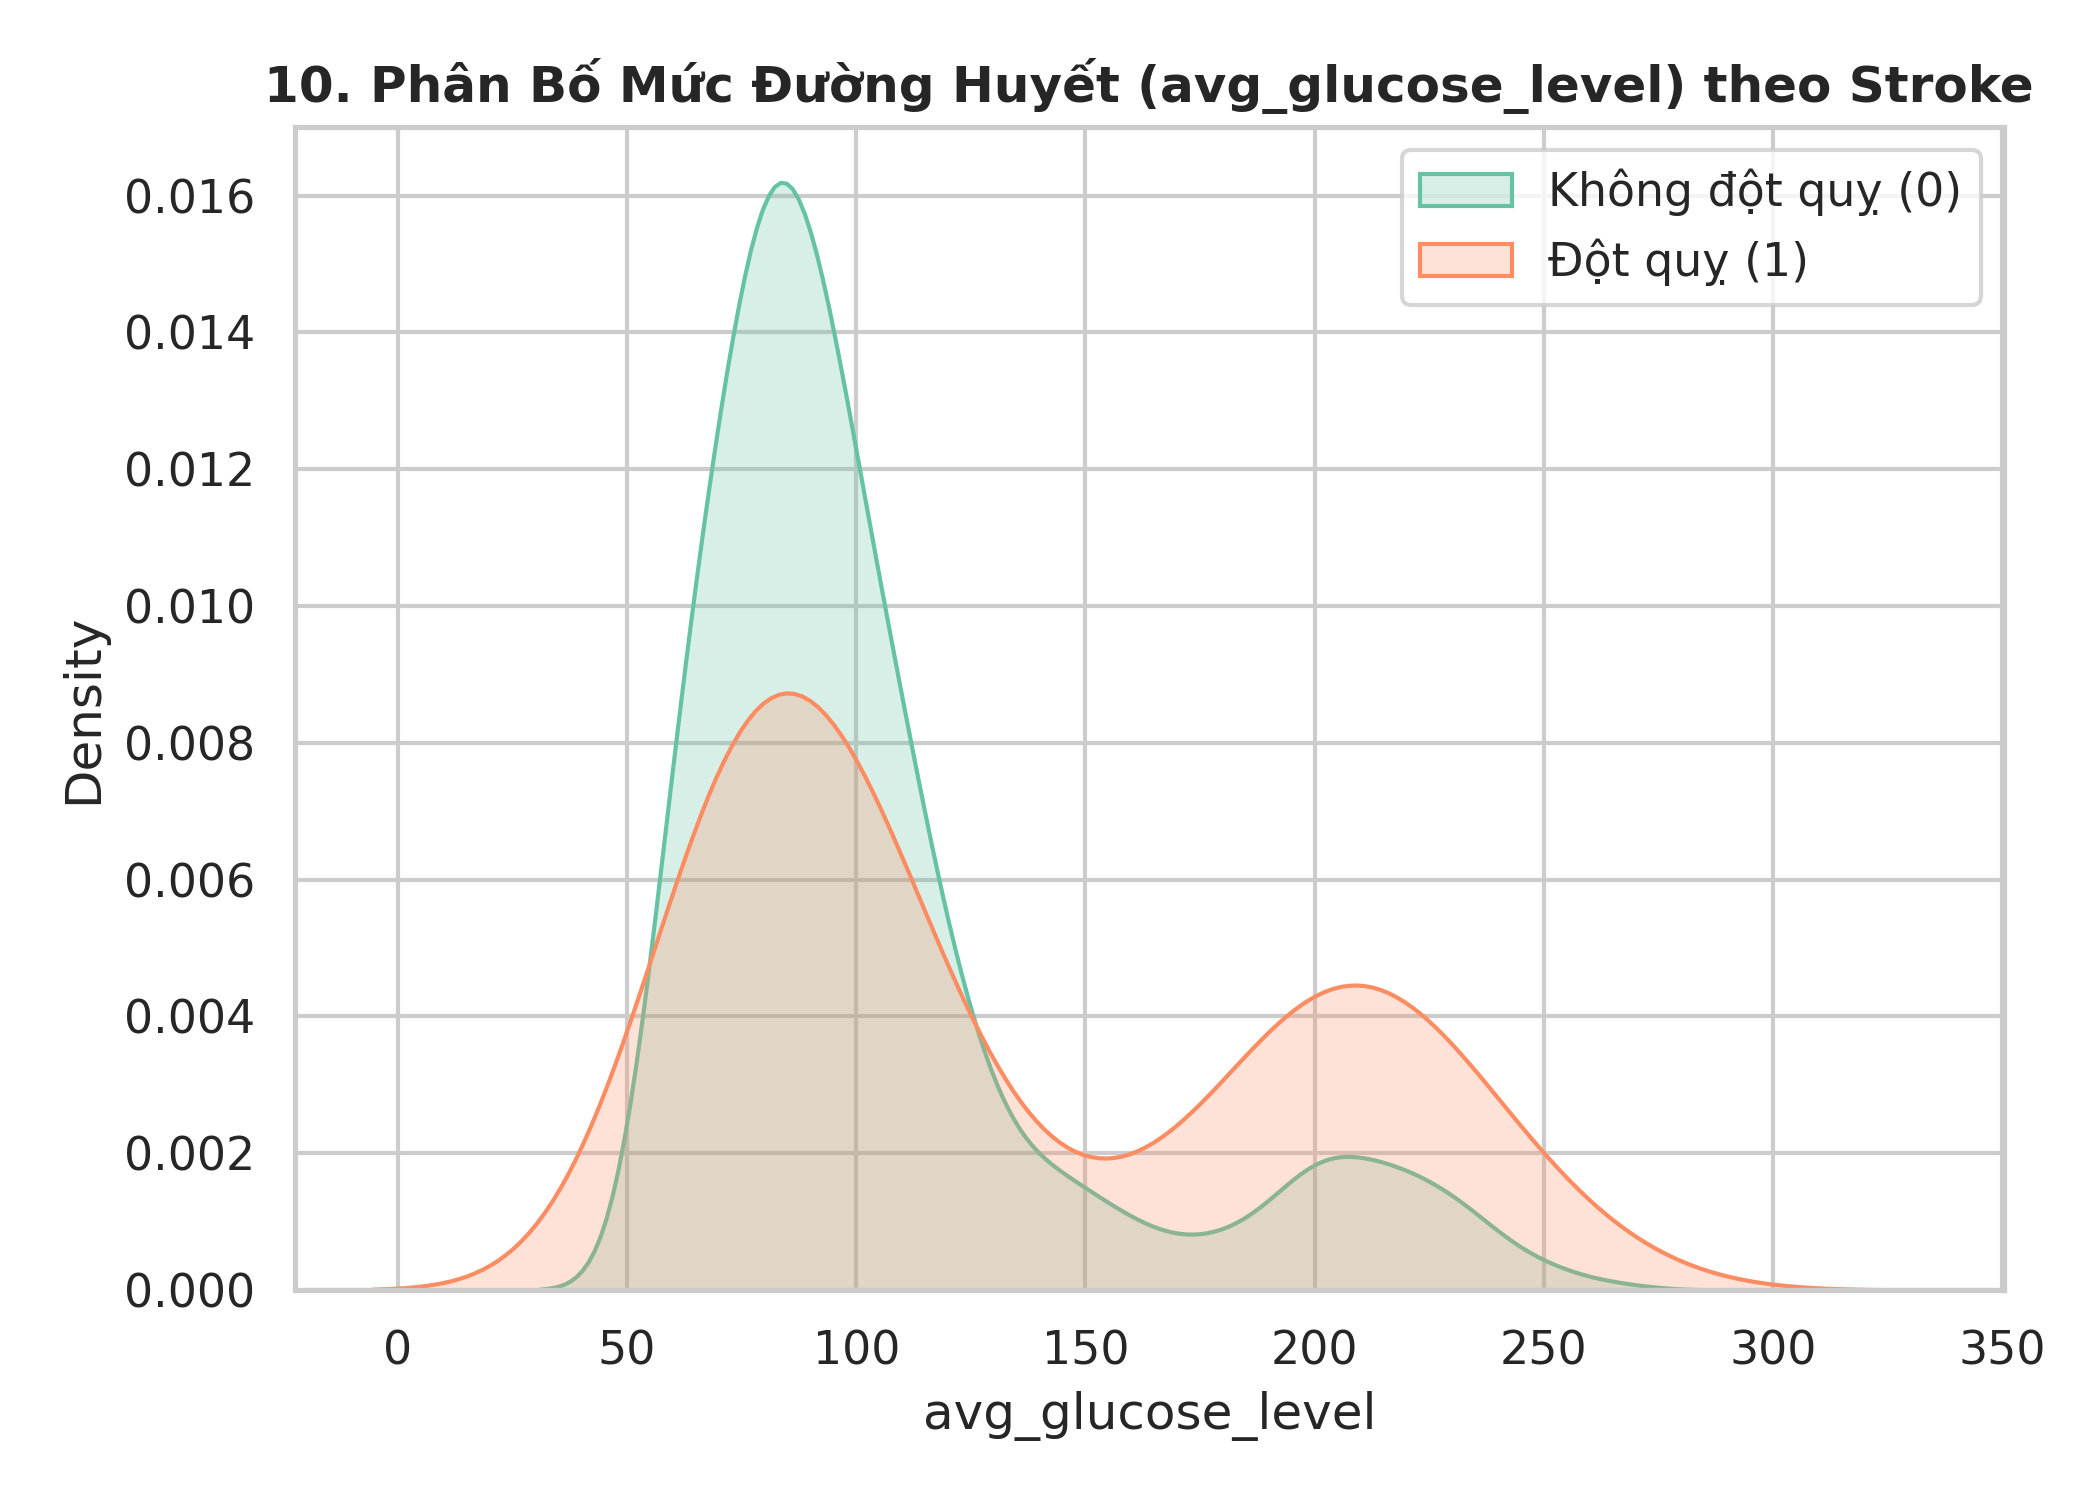 10. Phân Bố Mức Đường Huyết (avg_glucose_level) theo Stroke
Không đột quỵ (0)
Đột quỵ (1)
Density
0.016
0.014
0.012
0.010
0.008
0.006
0.004
0.002
0.000
0 50 100 150 200 250 300 350
avg_glucose_level